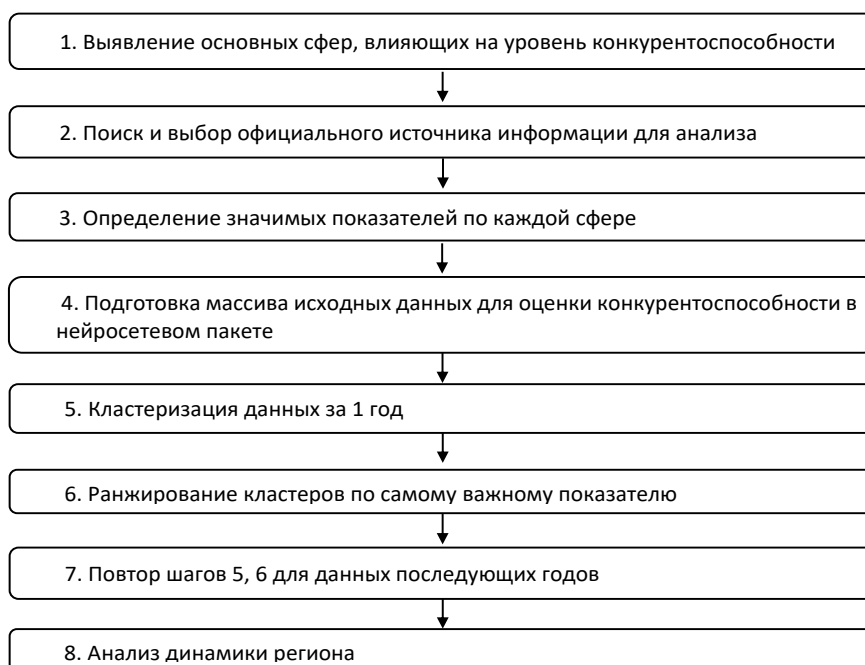 1. Выявление основных сфер, влияющих на уровень конкурентоспособности
2. Поиск и выбор официального источника информации для анализа
3. Определение значимых показателей по каждой сфере
4. Подготовка массива исходных данных для оценки конкурентоспособности в
нейросетевом пакете
5. Кластеризация данных за 1 год
6. Ранжирование кластеров по самому важному показателю
7. Повтор шагов 5, 6 для данных последующих годов
8. Анализ динамики региона